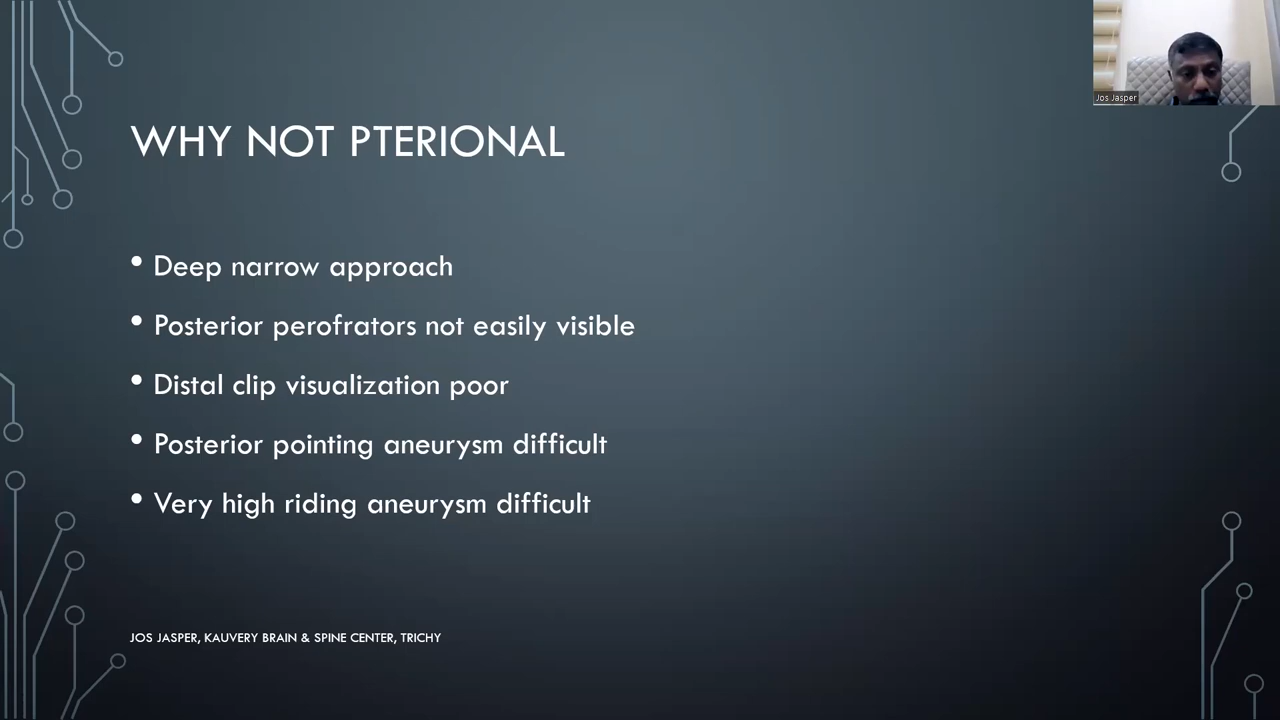 Jos Jasper
WHY NOT PTERIONAL
• Deep narrow approach
• Posterior perofrators not easily visible
• Distal clip visualization poor
• Posterior pointing aneurysm difficult
• Very high riding aneurysm difficult
JOS JASPER, KAUVERY BRAIN & SPINE CENTER, TRICHY